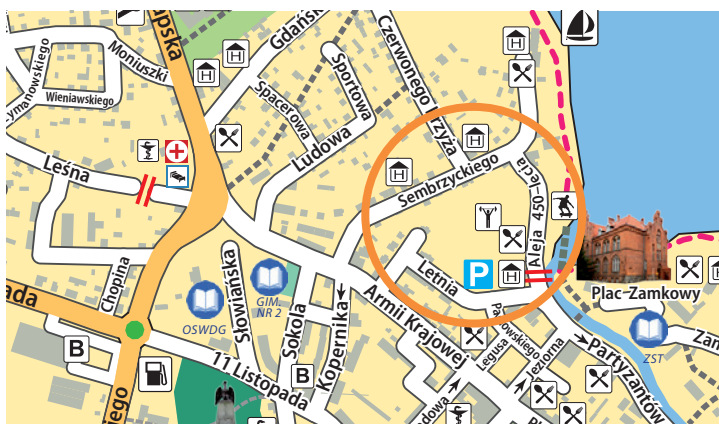 Gdańska
Moniuszki
Wieniawskiego
Spacerowa
Sportowa
Ludowa
Czerwonego Krzyża
Sembrzyckiego
Leśna
Chopina
Aleja 450-lecia
Letnia
P
Plac Zamkowy
OSWDG
GIM.
NR 2
Słowiańska
Sokola
Kopernika
Armii Krajowej
11 Listopada
Legusa
Jeziorna
Partyzantów
ZST
B
B
H
H
H
H
H
H